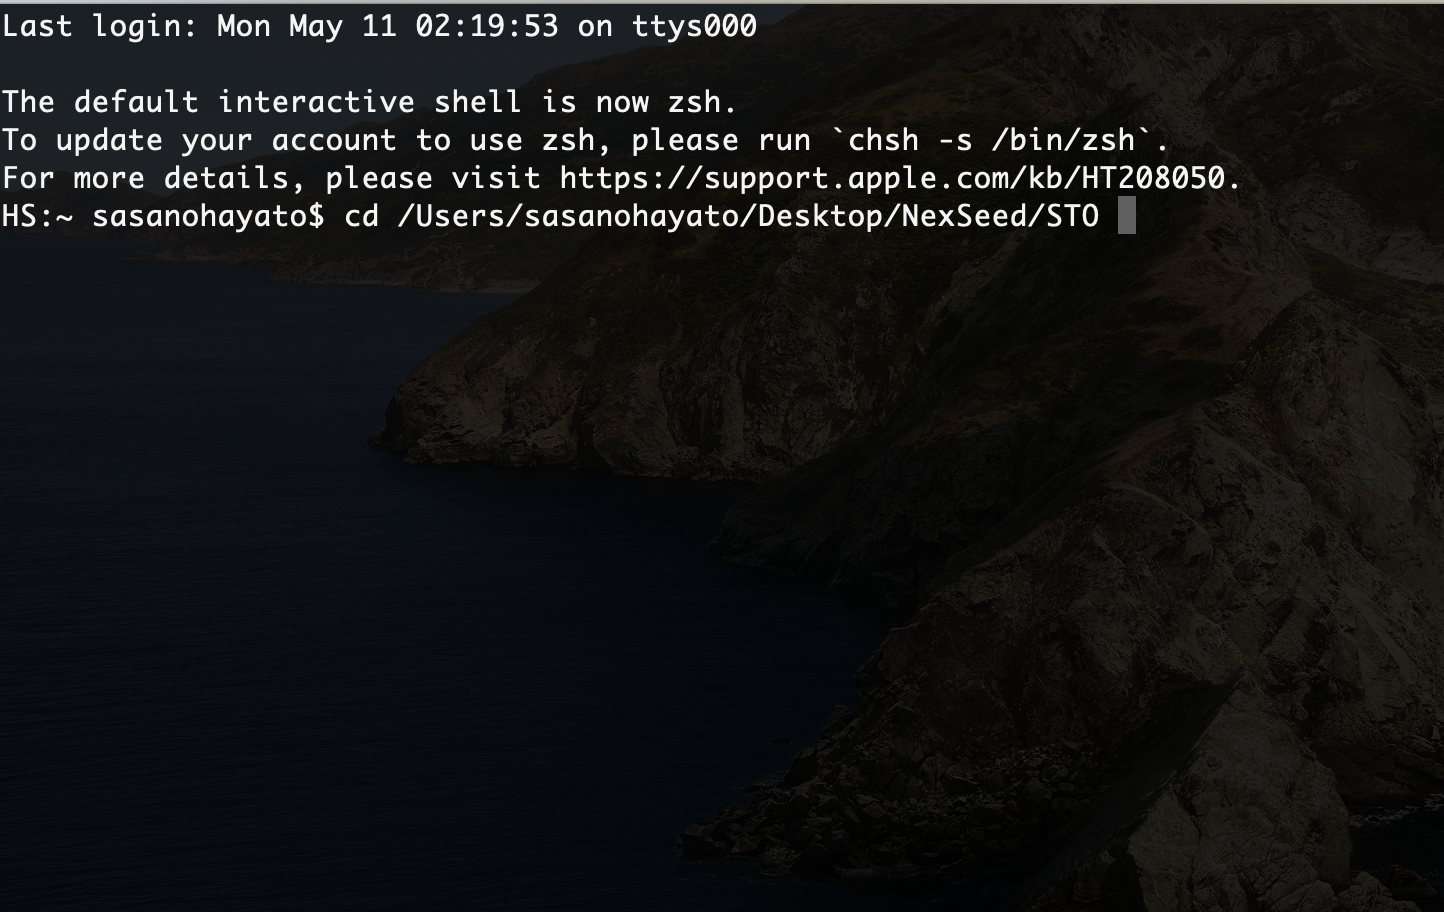 Last login: Mon May 11 02:19:53 on ttys000
The default interactive shell is now zsh.
To update your account to use zsh, please run `chsh -s /bin/zsh`.
For more details, please visit https://support.apple.com/kb/HT208050.
HS:~ sasanohayato$ cd /Users/sasanohayato/Desktop/NexSeed/STO